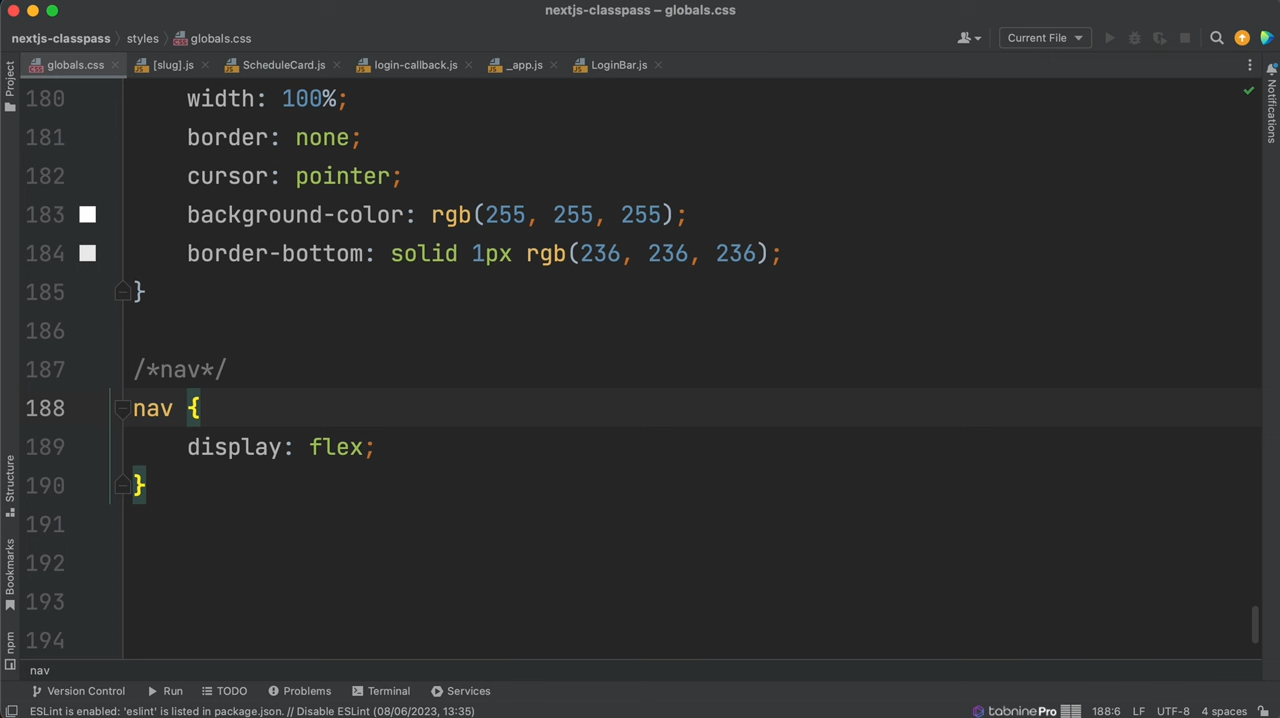 nextjs-classpass – globals.css
nextjs-classpass styles globals.css Current File
globals.css [slug].js ScheduleCard.js login-callback.js _app.js LoginBar.js
Project
Structure
Bookmarks
npm
Notifications
180 width: 100%;
181 border: none;
182 cursor: pointer;
183 background-color: rgb(255, 255, 255);
184 border-bottom: solid 1px rgb(236, 236, 236);
185 }
186
187 /*nav*/
188 nav {
189 display: flex;
190 }
191
192
193
194
nav
Version Control Run TODO Problems Terminal Services
ESLint is enabled: 'eslint' is listed in package.json. // Disable ESLint (08/06/2023, 13:35) tabnine Pro 188:6 LF UTF-8 4 spaces